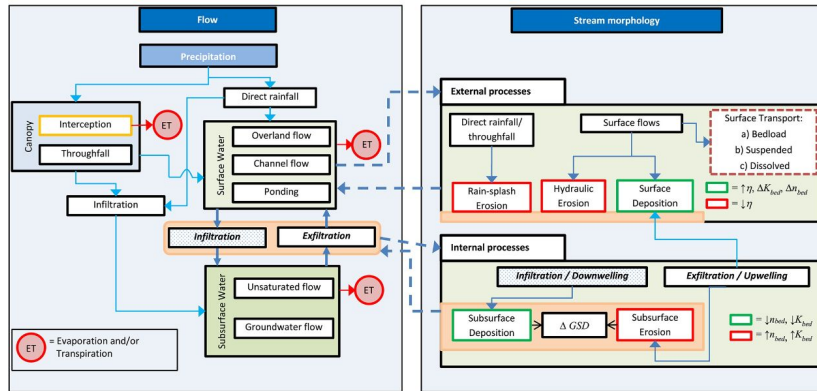 Flow
Precipitation
Direct rainfall
Canopy
Interception
ET
Throughfall
Infiltration
Surface Water
Overland flow
Channel flow
Ponding
ET
infiltration
Exfiltration
Subsurface Water
Unsaturated flow
Groundwater flow
ET
ET
= Evaporation and/or
Transpiration
Stream morphology
External processes
Direct rainfall/
throughfall
Surface flows
Surface Transport:
a) Bedload
b) Suspended
c) Dissolved
Rain-splash
Erosion
Hydraulic
Erosion
Surface
Deposition
= ↑η, ΔK_bed, Δn_bed
= ↓η
Internal processes
Infiltration / Downwelling
Exfiltration / Upwelling
Subsurface
Deposition
Δ GSD
Subsurface
Erosion
= ↓n_bed, ↓K_bed
= ↑n_bed, ↑K_bed